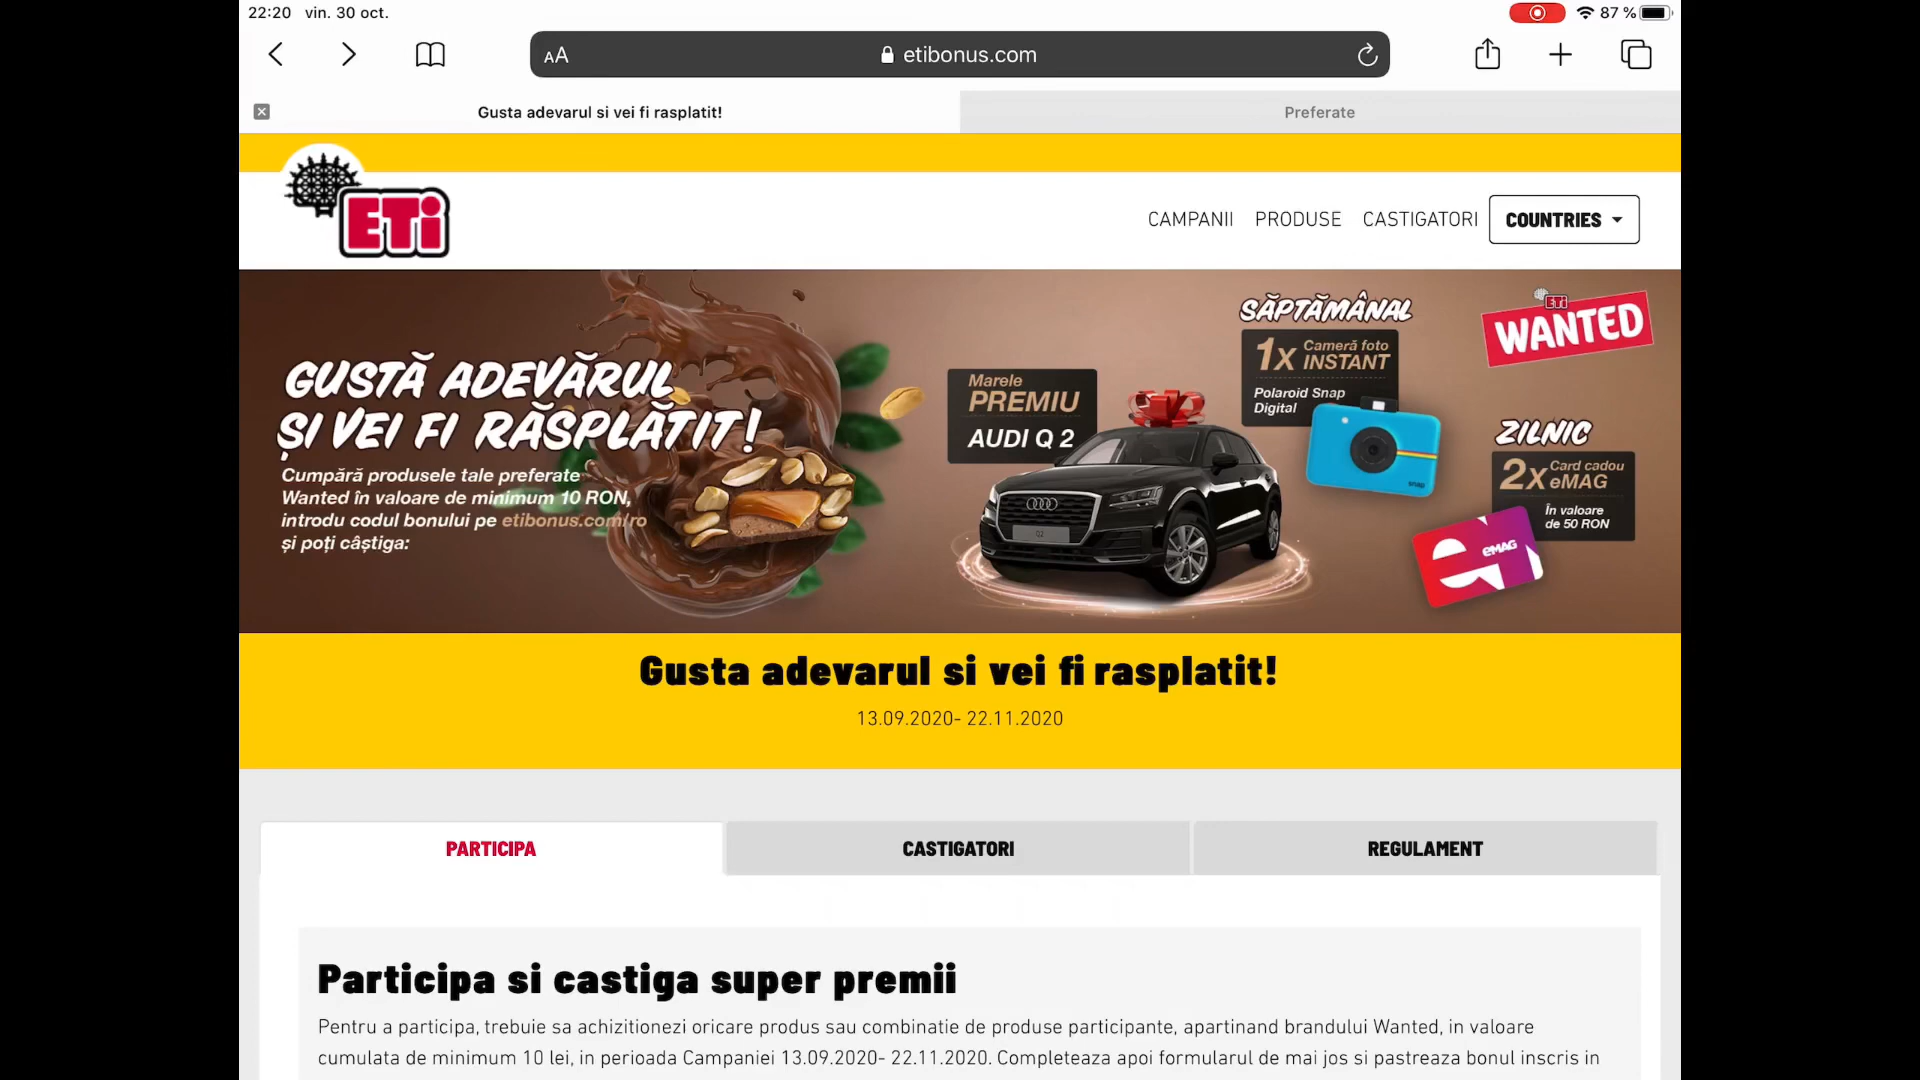 22:20 vin. 30 oct.
87 %
AA
etibonus.com
Gusta adevarul si vei fi rasplatit!
Preferate
ETi
CAMPANII PRODUSE CASTIGATORI COUNTRIES
GUSTĂ ADEVĂRUL
ȘI VEI FI RĂSPLĂTIT!
Cumpără produsele tale preferate
Wanted în valoare de minimum 10 RON,
introdu codul bonului pe etibonus.com/ro
și poți câștiga:
Marele
PREMIU
AUDI Q 2
Q2
SĂPTĂMÂNAL
1x Cameră foto
INSTANT
Polaroid Snap
Digital
ETi
WANTED
ZILNIC
2x Card cadou
eMAG
În valoare
de 50 RON
eMAG
Gusta adevarul si vei fi rasplatit!
13.09.2020- 22.11.2020
PARTICIPA
CASTIGATORI
REGULAMENT
Participa si castiga super premii
Pentru a participa, trebuie sa achizitionezi oricare produs sau combinatie de produse participante, apartinand brandului Wanted, in valoare
cumulata de minimum 10 lei, in perioada Campaniei 13.09.2020- 22.11.2020. Completeaza apoi formularul de mai jos si pastreaza bonul inscris in